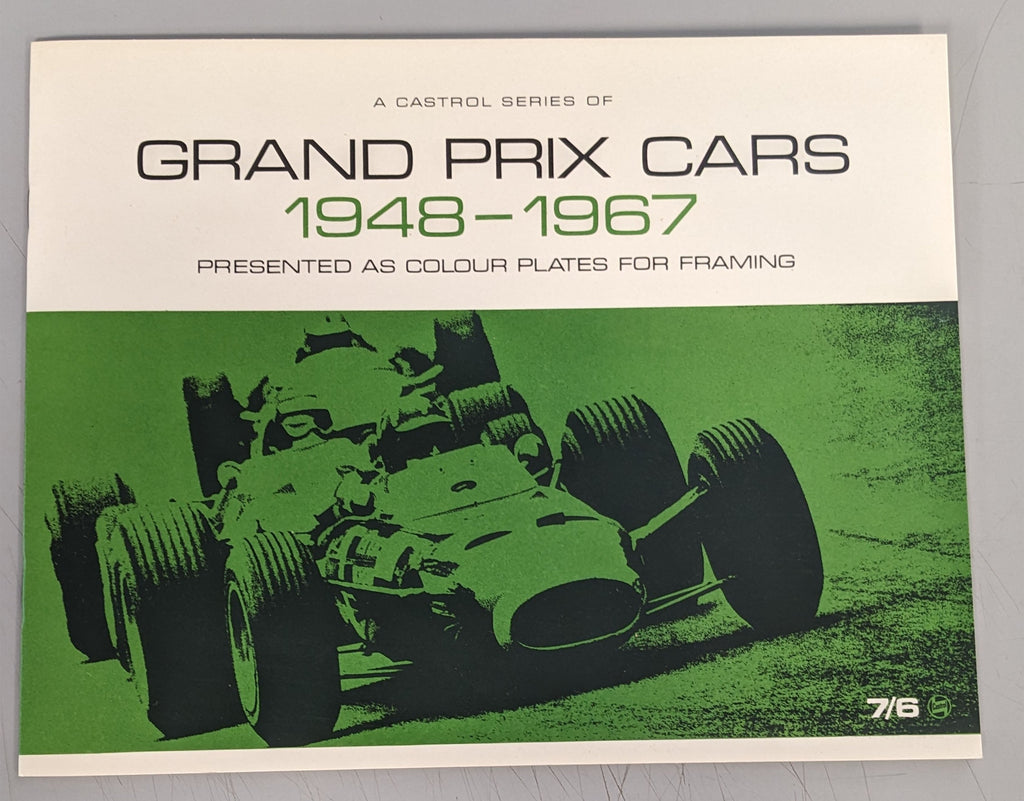 A CASTROL SERIES OF
GRAND PRIX CARS
1948–1967
PRESENTED AS COLOUR PLATES FOR FRAMING
7/6